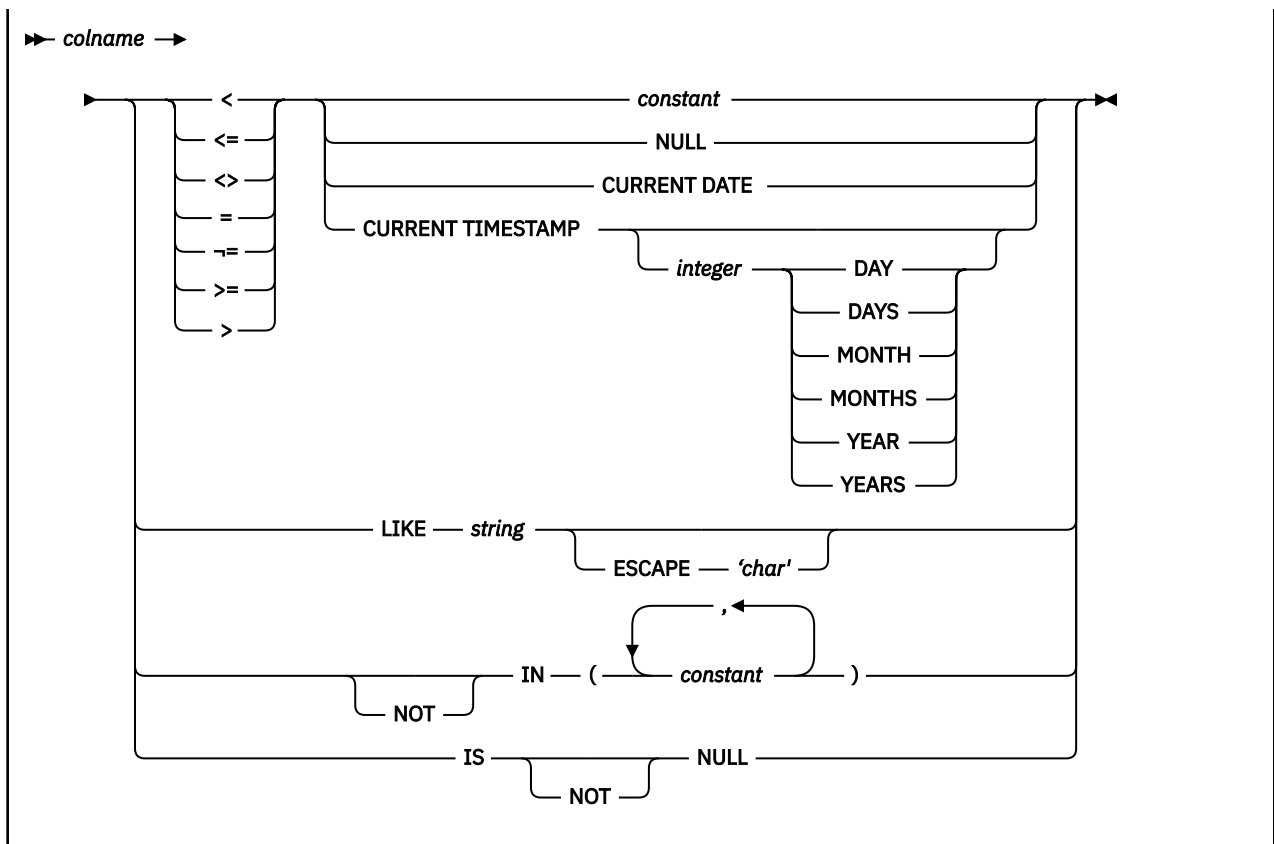 colname
< constant
<= NULL
<> CURRENT DATE
= CURRENT TIMESTAMP
¬= integer DAY
>= DAYS
> MONTH
MONTHS
YEAR
YEARS
LIKE string
ESCAPE ‘char'
,
IN ( constant )
NOT
IS NULL
NOT